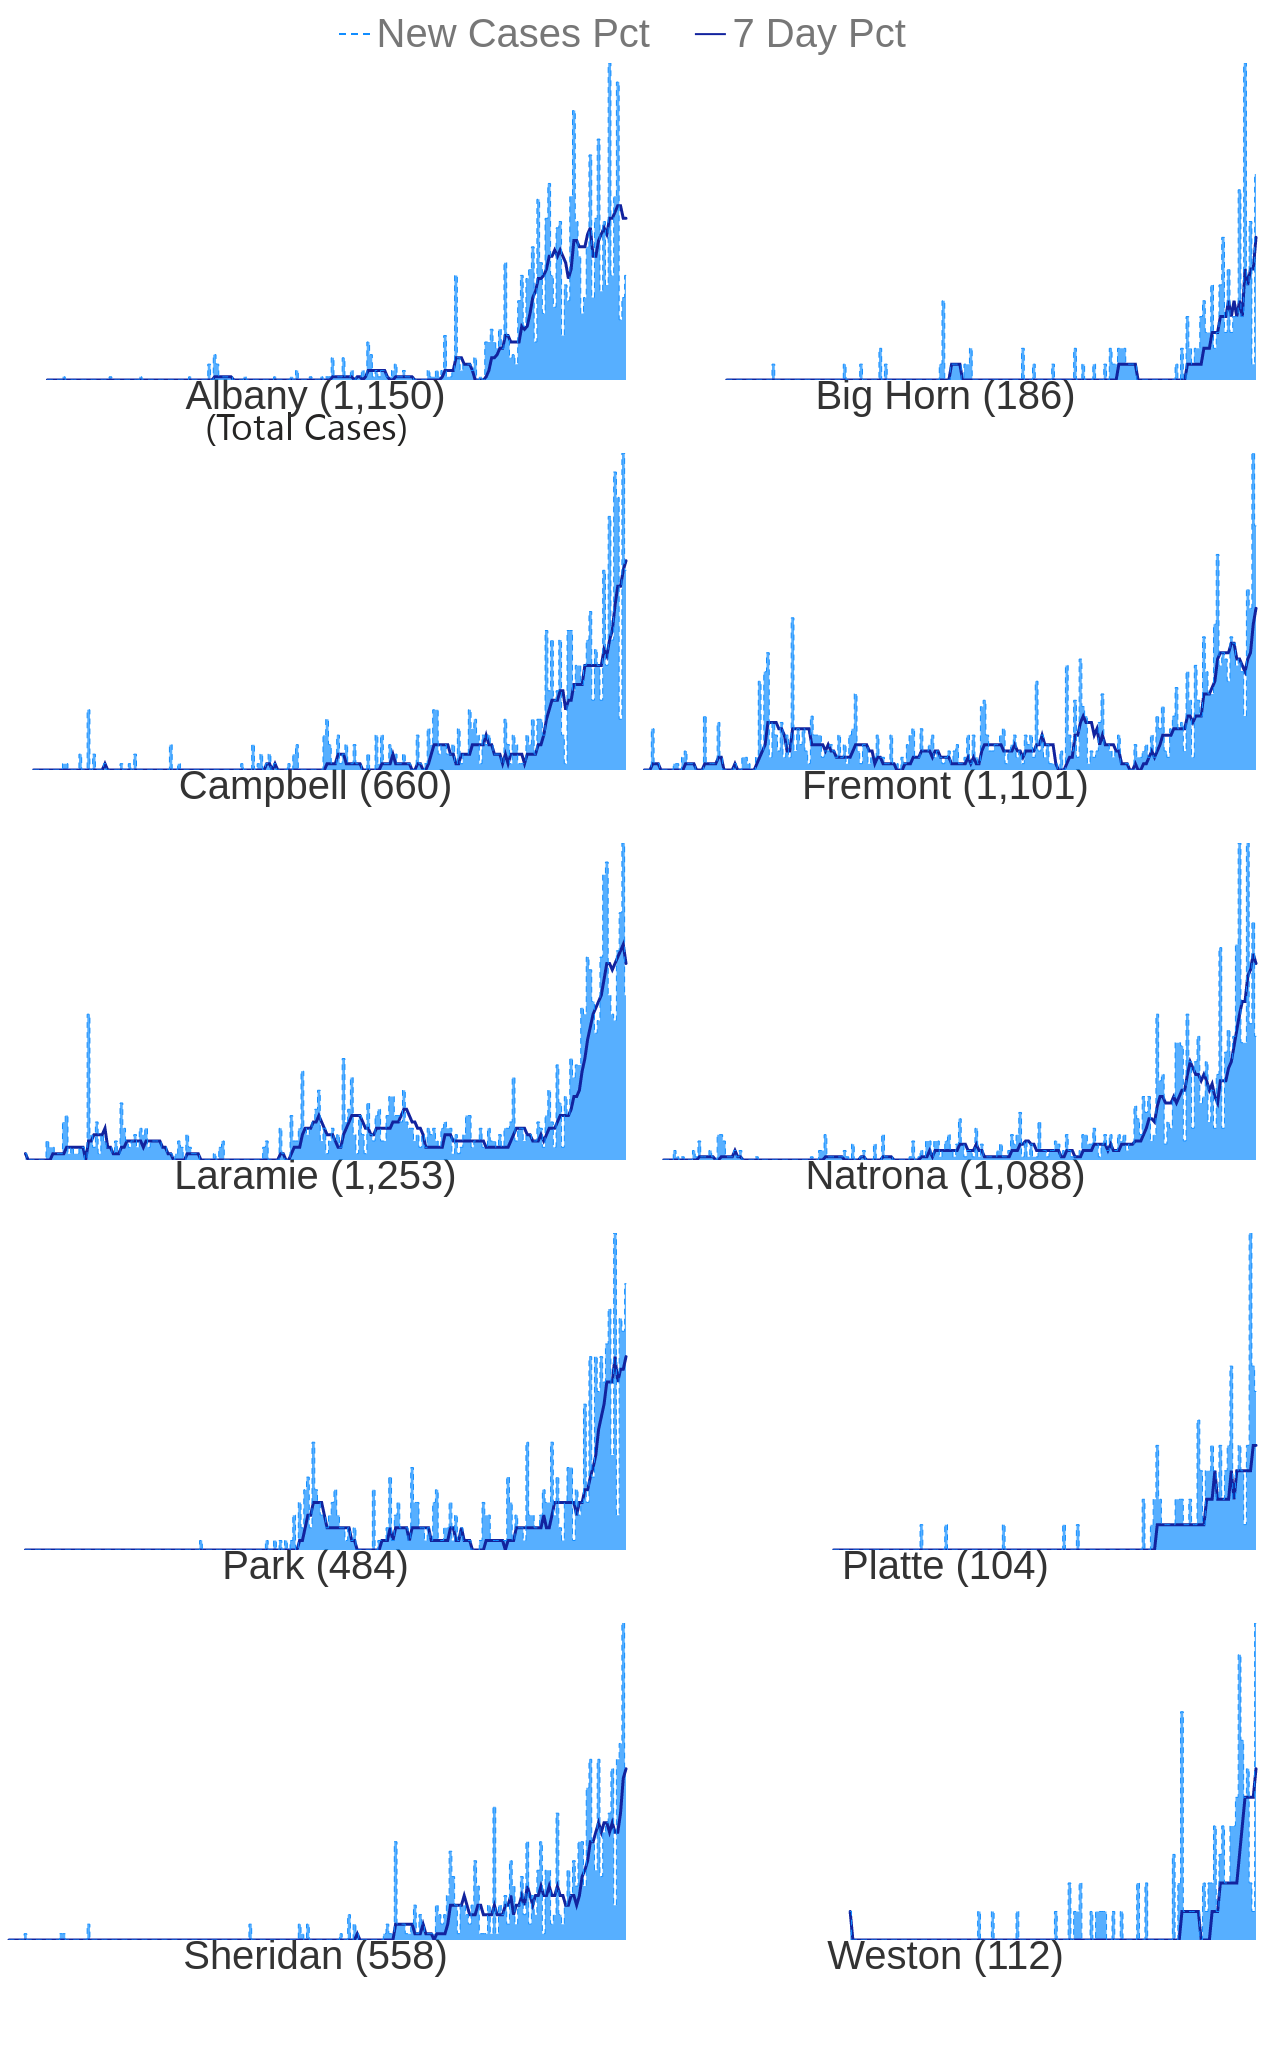 New Cases Pct 7 Day Pct
Albany (1,150)
(Total Cases)
Big Horn (186)
Campbell (660)
Fremont (1,101)
Laramie (1,253)
Natrona (1,088)
Park (484)
Platte (104)
Sheridan (558)
Weston (112)